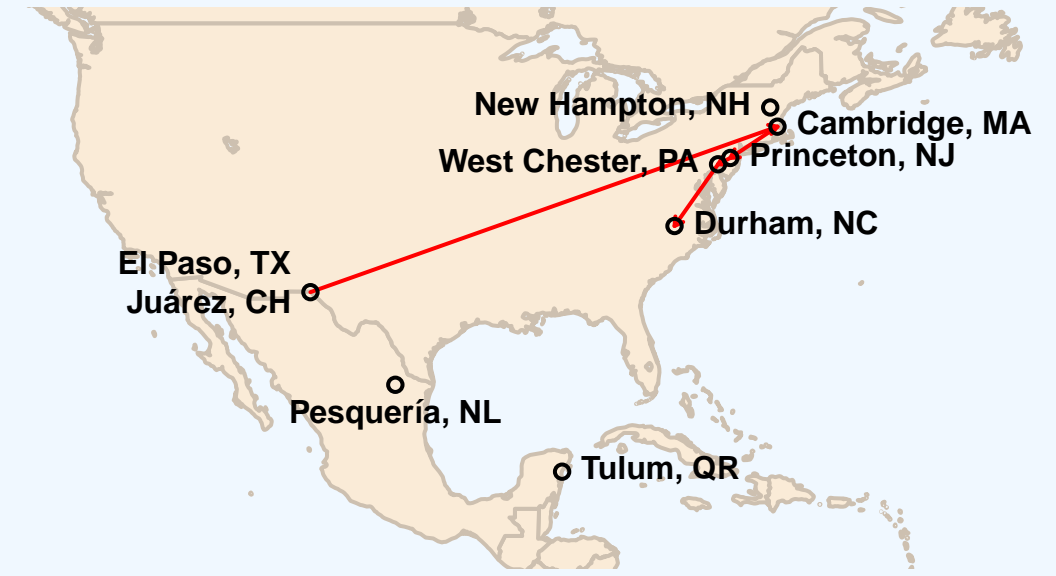 New Hampton, NH
Cambridge, MA
West Chester, PA
Princeton, NJ
Durham, NC
El Paso, TX
Juárez, CH
Pesquería, NL
Tulum, QR